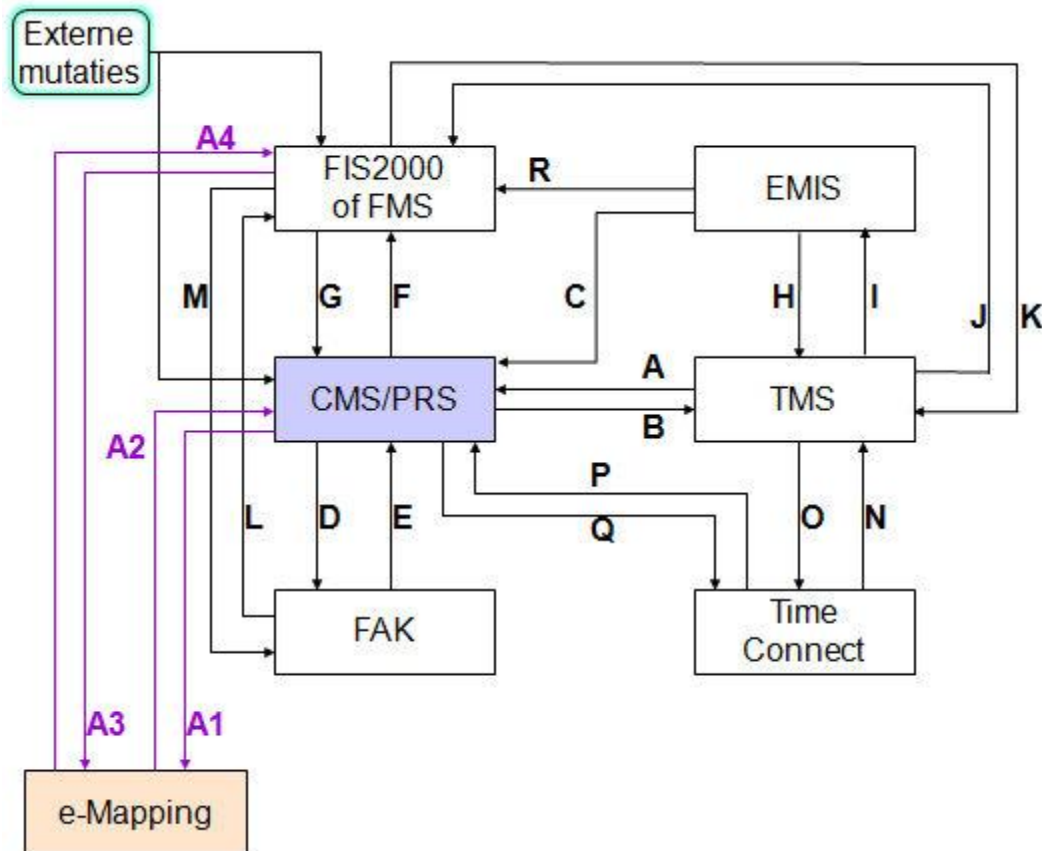 Externe
mutaties
A4
FIS2000
of FMS
R
EMIS
M
G
F
C
H
I
J
K
CMS/PRS
A
B
TMS
A2
L
D
E
P
Q
O
N
FAK
Time
Connect
A3
A1
e-Mapping